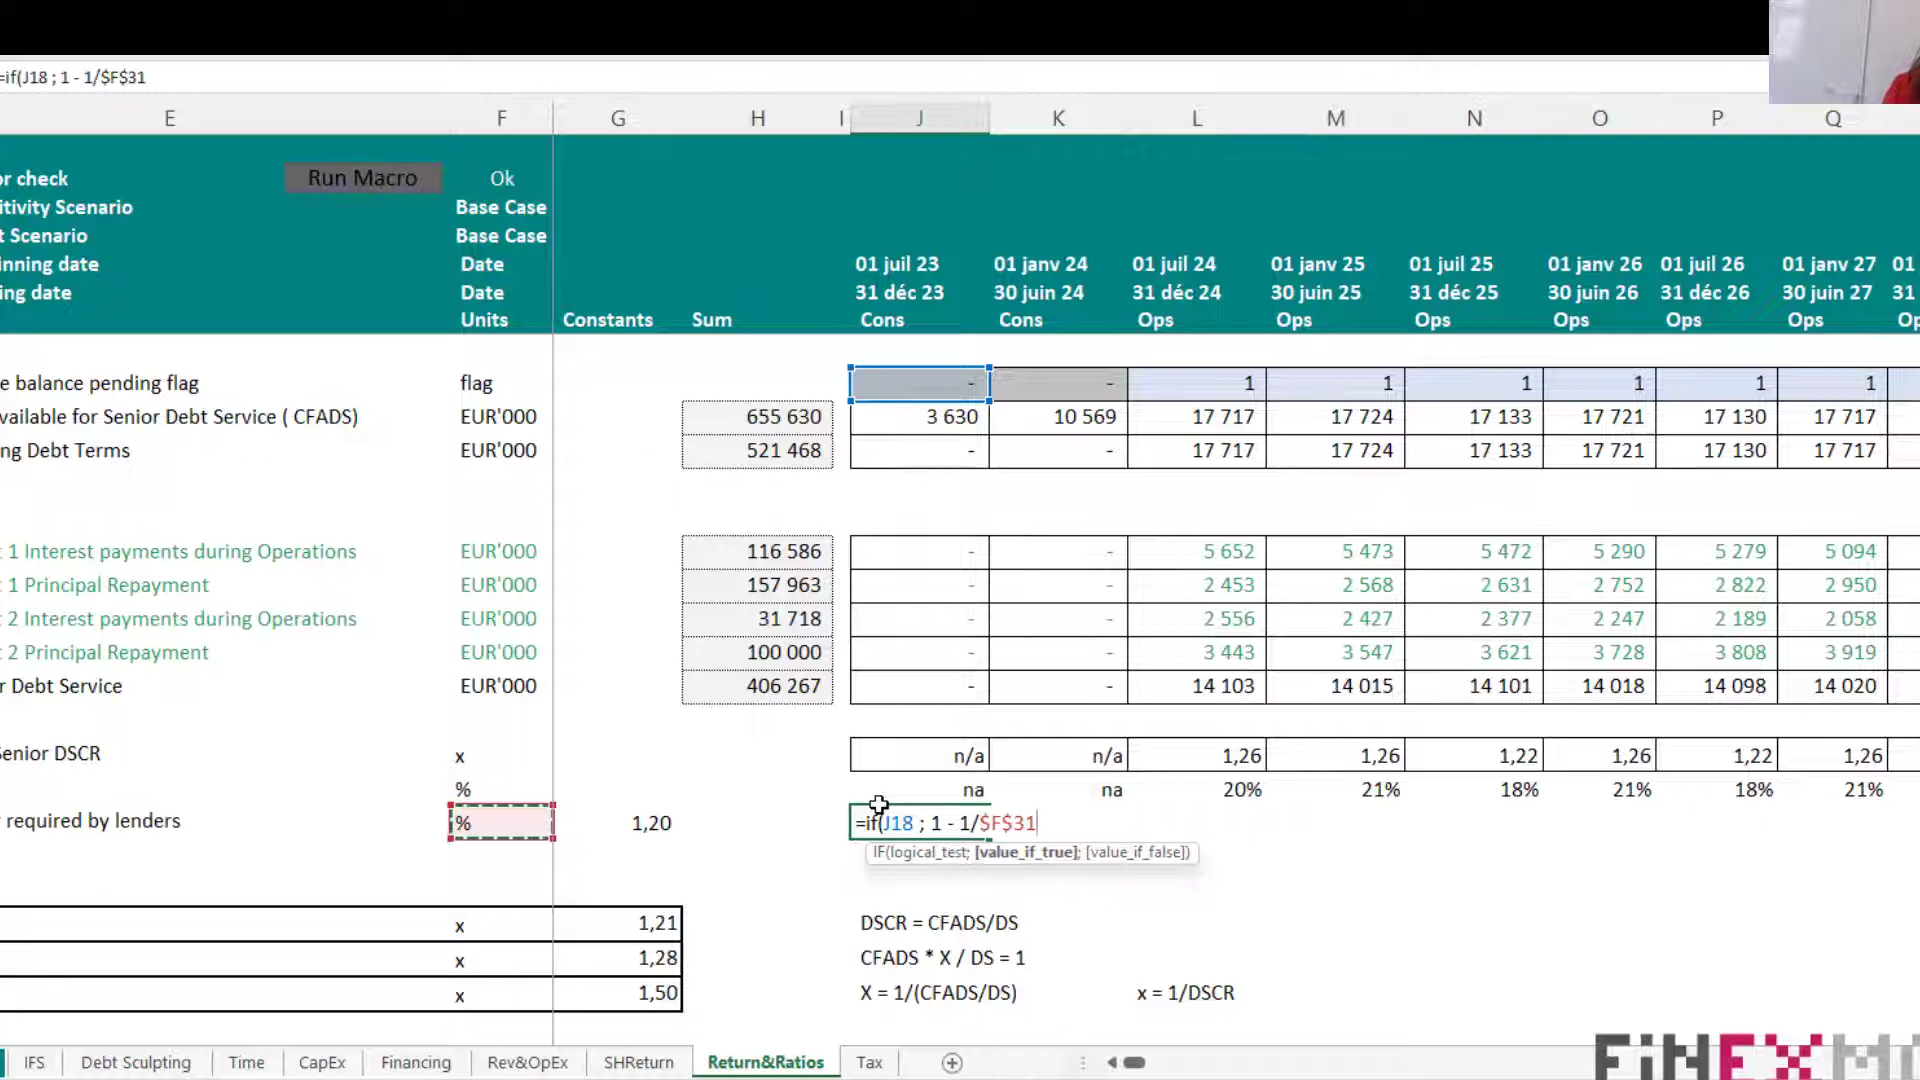 =if(J18 ; 1 - 1/$F$31
E F G H I J K L M N O P Q
or check Run Macro Ok
itivity Scenario Base Case
t Scenario Base Case
inning date Date 01 juil 23 01 janv 24 01 juil 24 01 janv 25 01 juil 25 01 janv 26 01 juil 26 01 janv 27 01
ing date Date 31 déc 23 30 juin 24 31 déc 24 30 juin 25 31 déc 25 30 juin 26 31 déc 26 30 juin 27 31
Units Constants Sum Cons Cons Ops Ops Ops Ops Ops Ops Op
e balance pending flag flag - - 1 1 1 1 1 1
vailable for Senior Debt Service ( CFADS) EUR'000 655 630 3 630 10 569 17 717 17 724 17 133 17 721 17 130 17 717
ng Debt Terms EUR'000 521 468 - - 17 717 17 724 17 133 17 721 17 130 17 717
: 1 Interest payments during Operations EUR'000 116 586 - - 5 652 5 473 5 472 5 290 5 279 5 094
: 1 Principal Repayment EUR'000 157 963 - - 2 453 2 568 2 631 2 752 2 822 2 950
: 2 Interest payments during Operations EUR'000 31 718 - - 2 556 2 427 2 377 2 247 2 189 2 058
: 2 Principal Repayment EUR'000 100 000 - - 3 443 3 547 3 621 3 728 3 808 3 919
r Debt Service EUR'000 406 267 - - 14 103 14 015 14 101 14 018 14 098 14 020
Senior DSCR x n/a n/a 1,26 1,26 1,22 1,26 1,22 1,26
% na na 20% 21% 18% 21% 18% 21%
r required by lenders % 1,20 =if(J18 ; 1 - 1/$F$31
IF(logical_test; [value_if_true]; [value_if_false])
x 1,21 DSCR = CFADS/DS
x 1,28 CFADS * X / DS = 1
x 1,50 X = 1/(CFADS/DS) x = 1/DSCR
IFS Debt Sculpting Time CapEx Financing Rev&OpEx SHReturn Return&Ratios Tax
FINEXMO